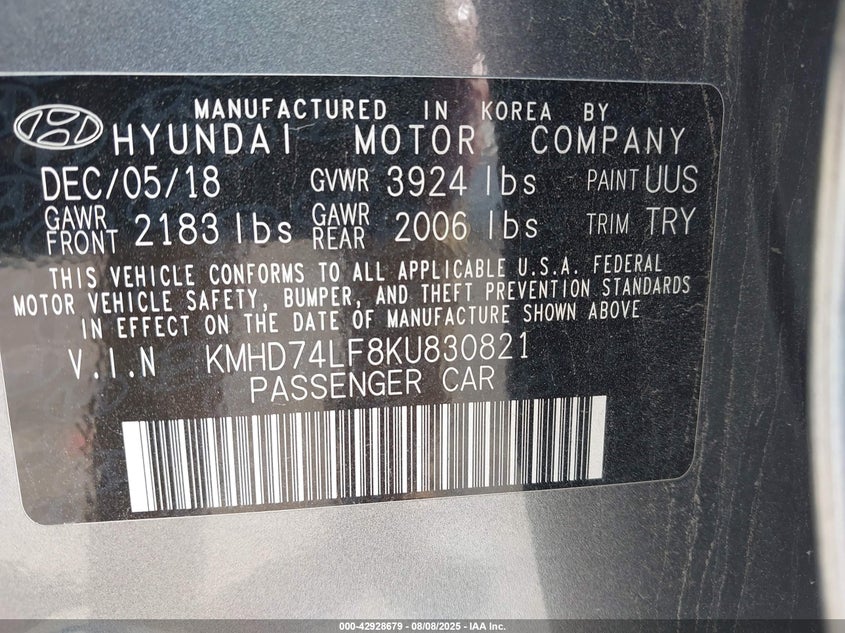 MANUFACTURED IN KOREA BY
HYUNDAI MOTOR COMPANY
DEC/05/18 GVWR 3924 lbs PAINT UUS
GAWR FRONT 2183 lbs GAWR REAR 2006 lbs TRIM TRY
THIS VEHICLE CONFORMS TO ALL APPLICABLE U.S.A. FEDERAL
MOTOR VEHICLE SAFETY, BUMPER, AND THEFT PREVENTION STANDARDS
IN EFFECT ON THE DATE OF MANUFACTURE SHOWN ABOVE
V.I.N KMHD74LF8KU830821
PASSENGER CAR
000-42928679 - 08/08/2025 - IAA Inc.